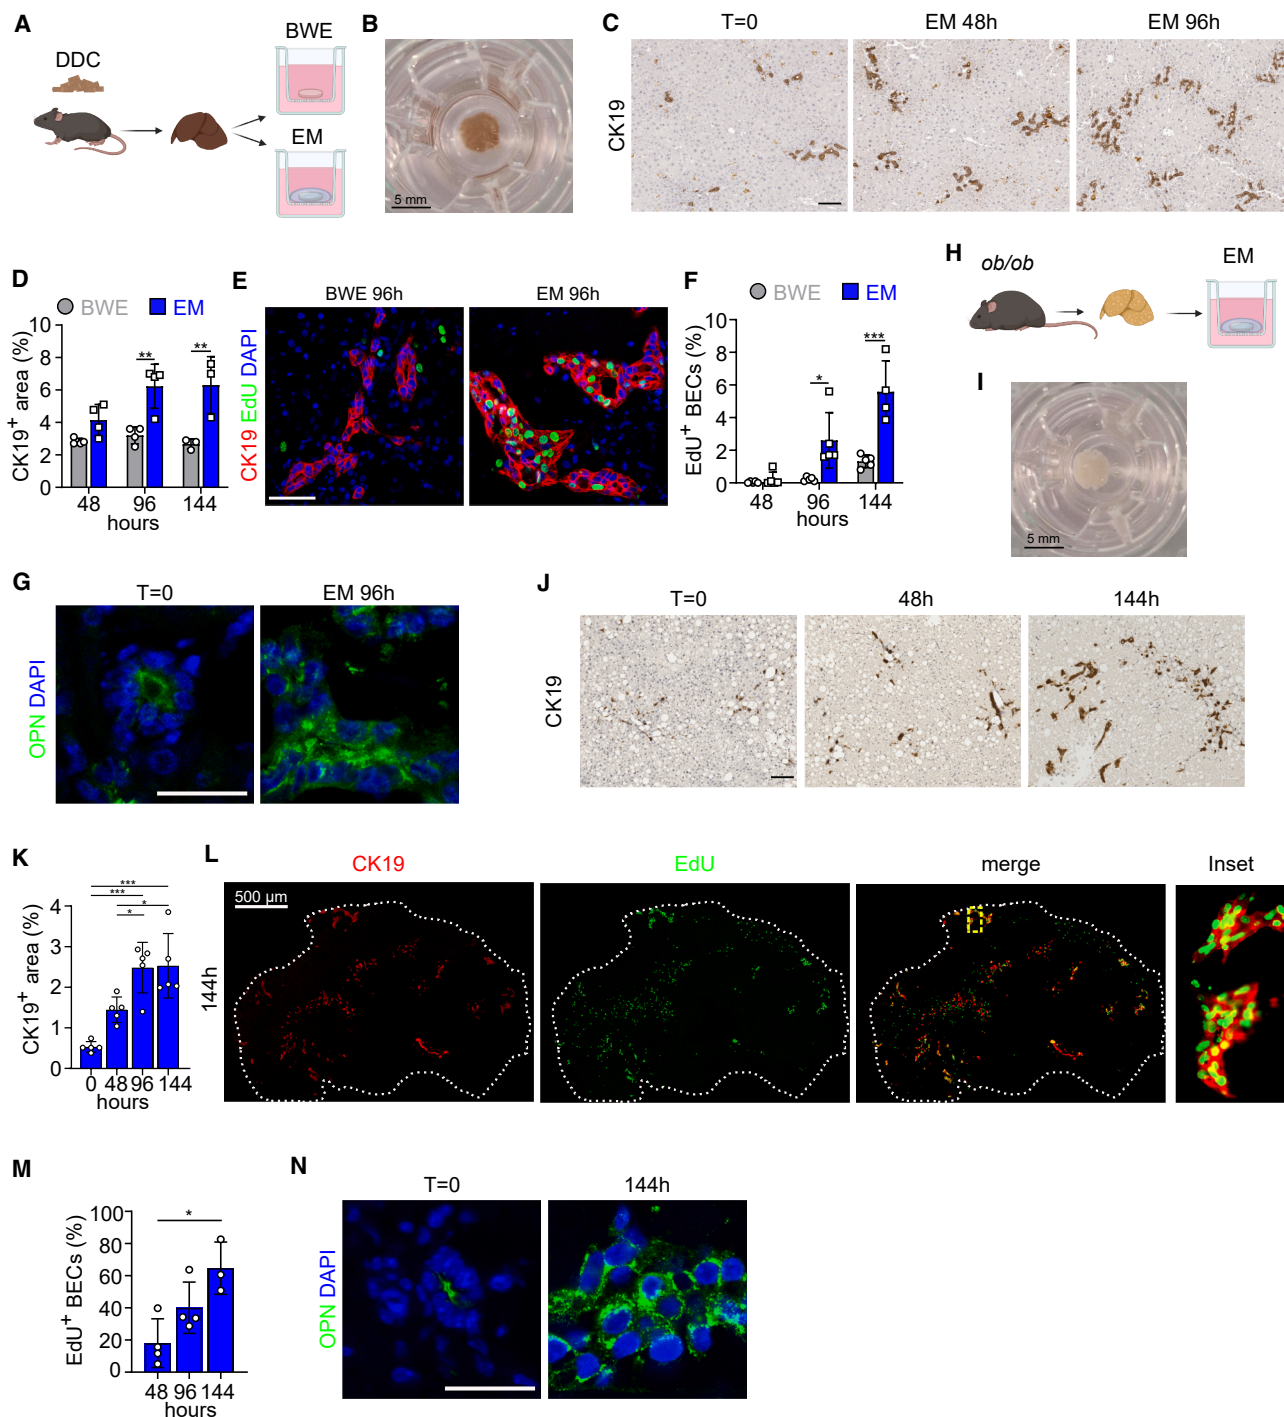 A
DDC
BWE
EM
B
5 mm
C
T=0
EM 48h
EM 96h
CK19
D
BWE
EM
CK19+ area (%)
10
8
6
4
2
0
**
**
48
96
144
hours
E
BWE 96h
EM 96h
CK19 EdU DAPI
F
BWE
EM
EdU+ BECs (%)
10
8
6
4
2
0
*
***
48
96
144
hours
G
T=0
EM 96h
OPN DAPI
H
ob/ob
EM
I
5 mm
J
T=0
48h
144h
CK19
K
CK19+ area (%)
4
3
2
1
0
***
***
*
*
0
48
96
144
hours
L
CK19
EdU
merge
Inset
500 µm
144h
M
EdU+ BECs (%)
100
80
60
40
20
0
*
48
96
144
hours
N
T=0
144h
OPN DAPI